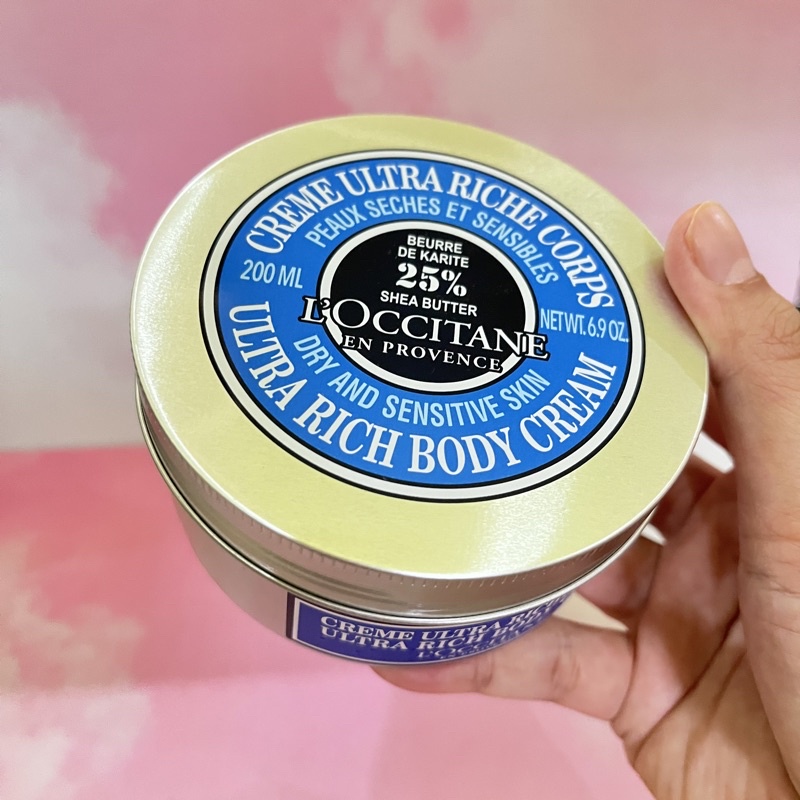 CREME ULTRA RICHE CORPS
PEAUX SECHES ET SENSIBLES
BEURRE
DE KARITE
25%
SHEA BUTTER
200 ML
NET WT. 6.9 OZ.
L'OCCITANE
EN PROVENCE
DRY AND SENSITIVE SKIN
ULTRA RICH BODY CREAM
CREME ULTRA RICHE
ULTRA RICH BODY
L'OCCITANE